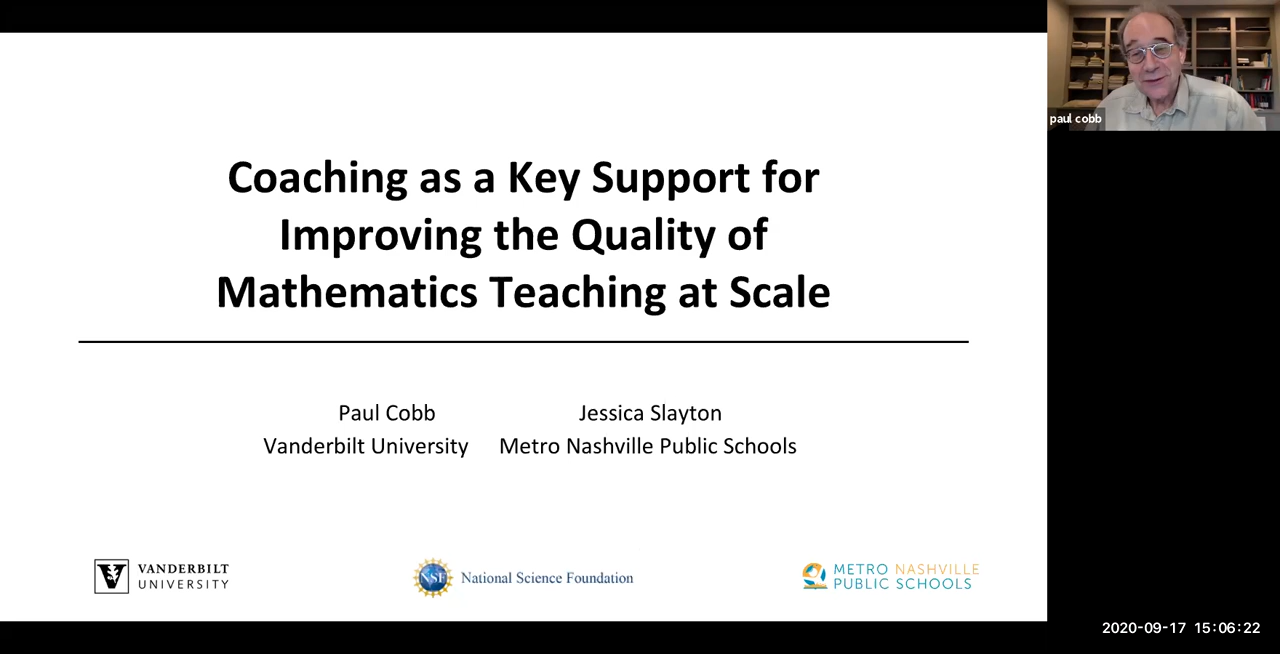 Coaching as a Key Support for
Improving the Quality of
Mathematics Teaching at Scale
Paul Cobb
Vanderbilt University
Jessica Slayton
Metro Nashville Public Schools
V
VANDERBILT
UNIVERSITY
NSF
National Science Foundation
METRO NASHVILLE
PUBLIC SCHOOLS
paul cobb
2020-09-17 15:06:22